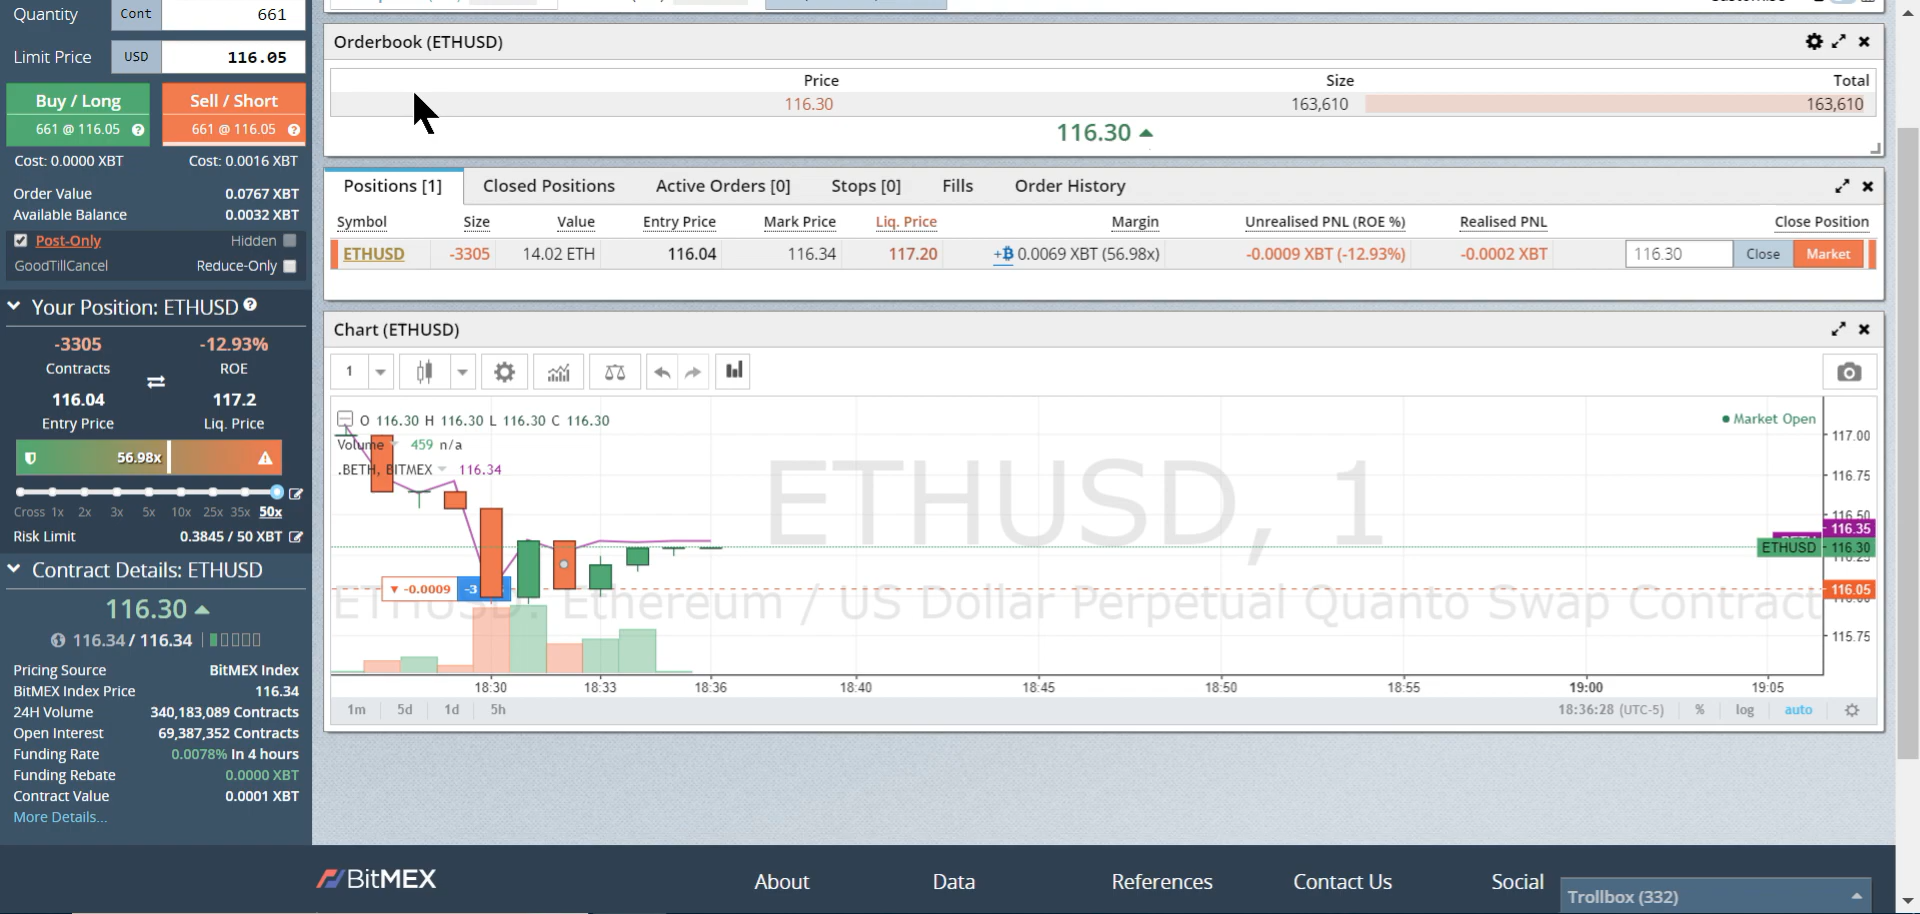 Quantity Cont 661
Limit Price USD 116.05
Buy / Long
661 @ 116.05 ?
Sell / Short
661 @ 116.05 ?
Cost: 0.0000 XBT Cost: 0.0016 XBT
Order Value 0.0767 XBT
Available Balance 0.0032 XBT
Post-Only Hidden
GoodTillCancel Reduce-Only
Your Position: ETHUSD ?
-3305 -12.93%
Contracts ROE
116.04 117.2
Entry Price Liq. Price
56.98x
Cross 1x 2x 3x 5x 10x 25x 35x 50x
Risk Limit 0.3845 / 50 XBT
Contract Details: ETHUSD
116.30
116.34 / 116.34
Pricing Source BitMEX Index
BitMEX Index Price 116.34
24H Volume 340,183,089 Contracts
Open Interest 69,387,352 Contracts
Funding Rate 0.0078% In 4 hours
Funding Rebate 0.0000 XBT
Contract Value 0.0001 XBT
More Details...
Orderbook (ETHUSD)
Price Size Total
116.30 163,610 163,610
116.30
Positions [1] Closed Positions Active Orders [0] Stops [0] Fills Order History
Symbol Size Value Entry Price Mark Price Liq. Price Margin Unrealised PNL (ROE %) Realised PNL Close Position
ETHUSD -3305 14.02 ETH 116.04 116.34 117.20 +₿ 0.0069 XBT (56.98x) -0.0009 XBT (-12.93%) -0.0002 XBT 116.30 Close Market
Chart (ETHUSD)
1
O 116.30 H 116.30 L 116.30 C 116.30
Market Open
Volume 459 n/a
.BETH, BITMEX 116.34
ETHUSD, 1
ETHUSD: Ethereum / US Dollar Perpetual Quanto Swap Contract
-0.0009 -3
117.00
116.75
116.50
116.35
ETHUSD 116.30
116.05
115.75
18:30 18:33 18:36 18:40 18:45 18:50 18:55 19:00 19:05
1m 5d 1d 5h 18:36:28 (UTC-5) % log auto
BitMEX About Data References Contact Us Social
Trollbox (332)